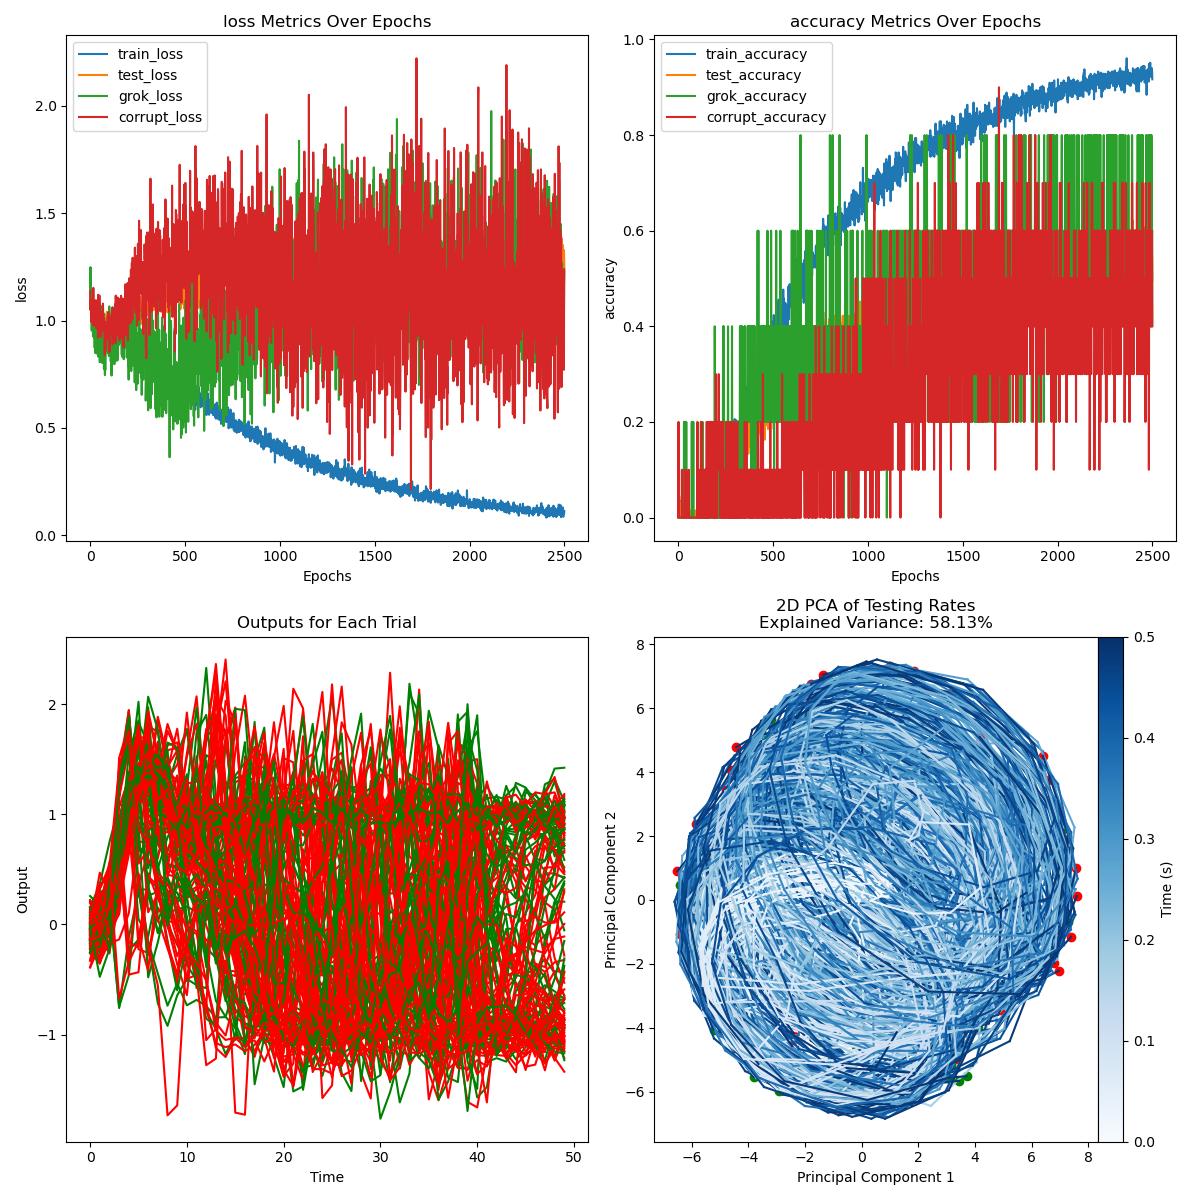 loss Metrics Over Epochs
train_loss
test_loss
grok_loss
corrupt_loss
loss
2.0
1.5
1.0
0.5
0.0
0 500 1000 1500 2000 2500
Epochs
accuracy Metrics Over Epochs
train_accuracy
test_accuracy
grok_accuracy
corrupt_accuracy
accuracy
1.0
0.8
0.6
0.4
0.2
0.0
0 500 1000 1500 2000 2500
Epochs
Outputs for Each Trial
Output
2
1
0
−1
0 10 20 30 40 50
Time
2D PCA of Testing Rates
Explained Variance: 58.13%
Principal Component 2
8
6
4
2
0
−2
−4
−6
−6 −4 −2 0 2 4 6 8
Principal Component 1
0.5
0.4
0.3
0.2
0.1
0.0
Time (s)